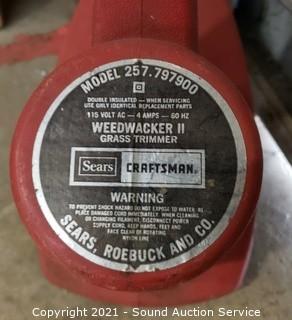 MODEL 257.797900
DOUBLE INSULATED — WHEN SERVICING
USE ONLY IDENTICAL REPLACEMENT PARTS
115 VOLT AC — 4 AMPS — 60 HZ
WEEDWACKER II
GRASS TRIMMER
Sears CRAFTSMAN
WARNING
TO PREVENT SHOCK HAZARD DO NOT EXPOSE TO WATER. RE-
PLACE DAMAGED CORD IMMEDIATELY. WHEN CLEANING
OR CHANGING FILAMENT, DISCONNECT POWER
SUPPLY CORD, KEEP HANDS, FEET AND
FACE CLEAR OF ROTATING
NYLON LINE
SEARS, ROEBUCK AND CO.
Copyright 2021 - Sound Auction Service